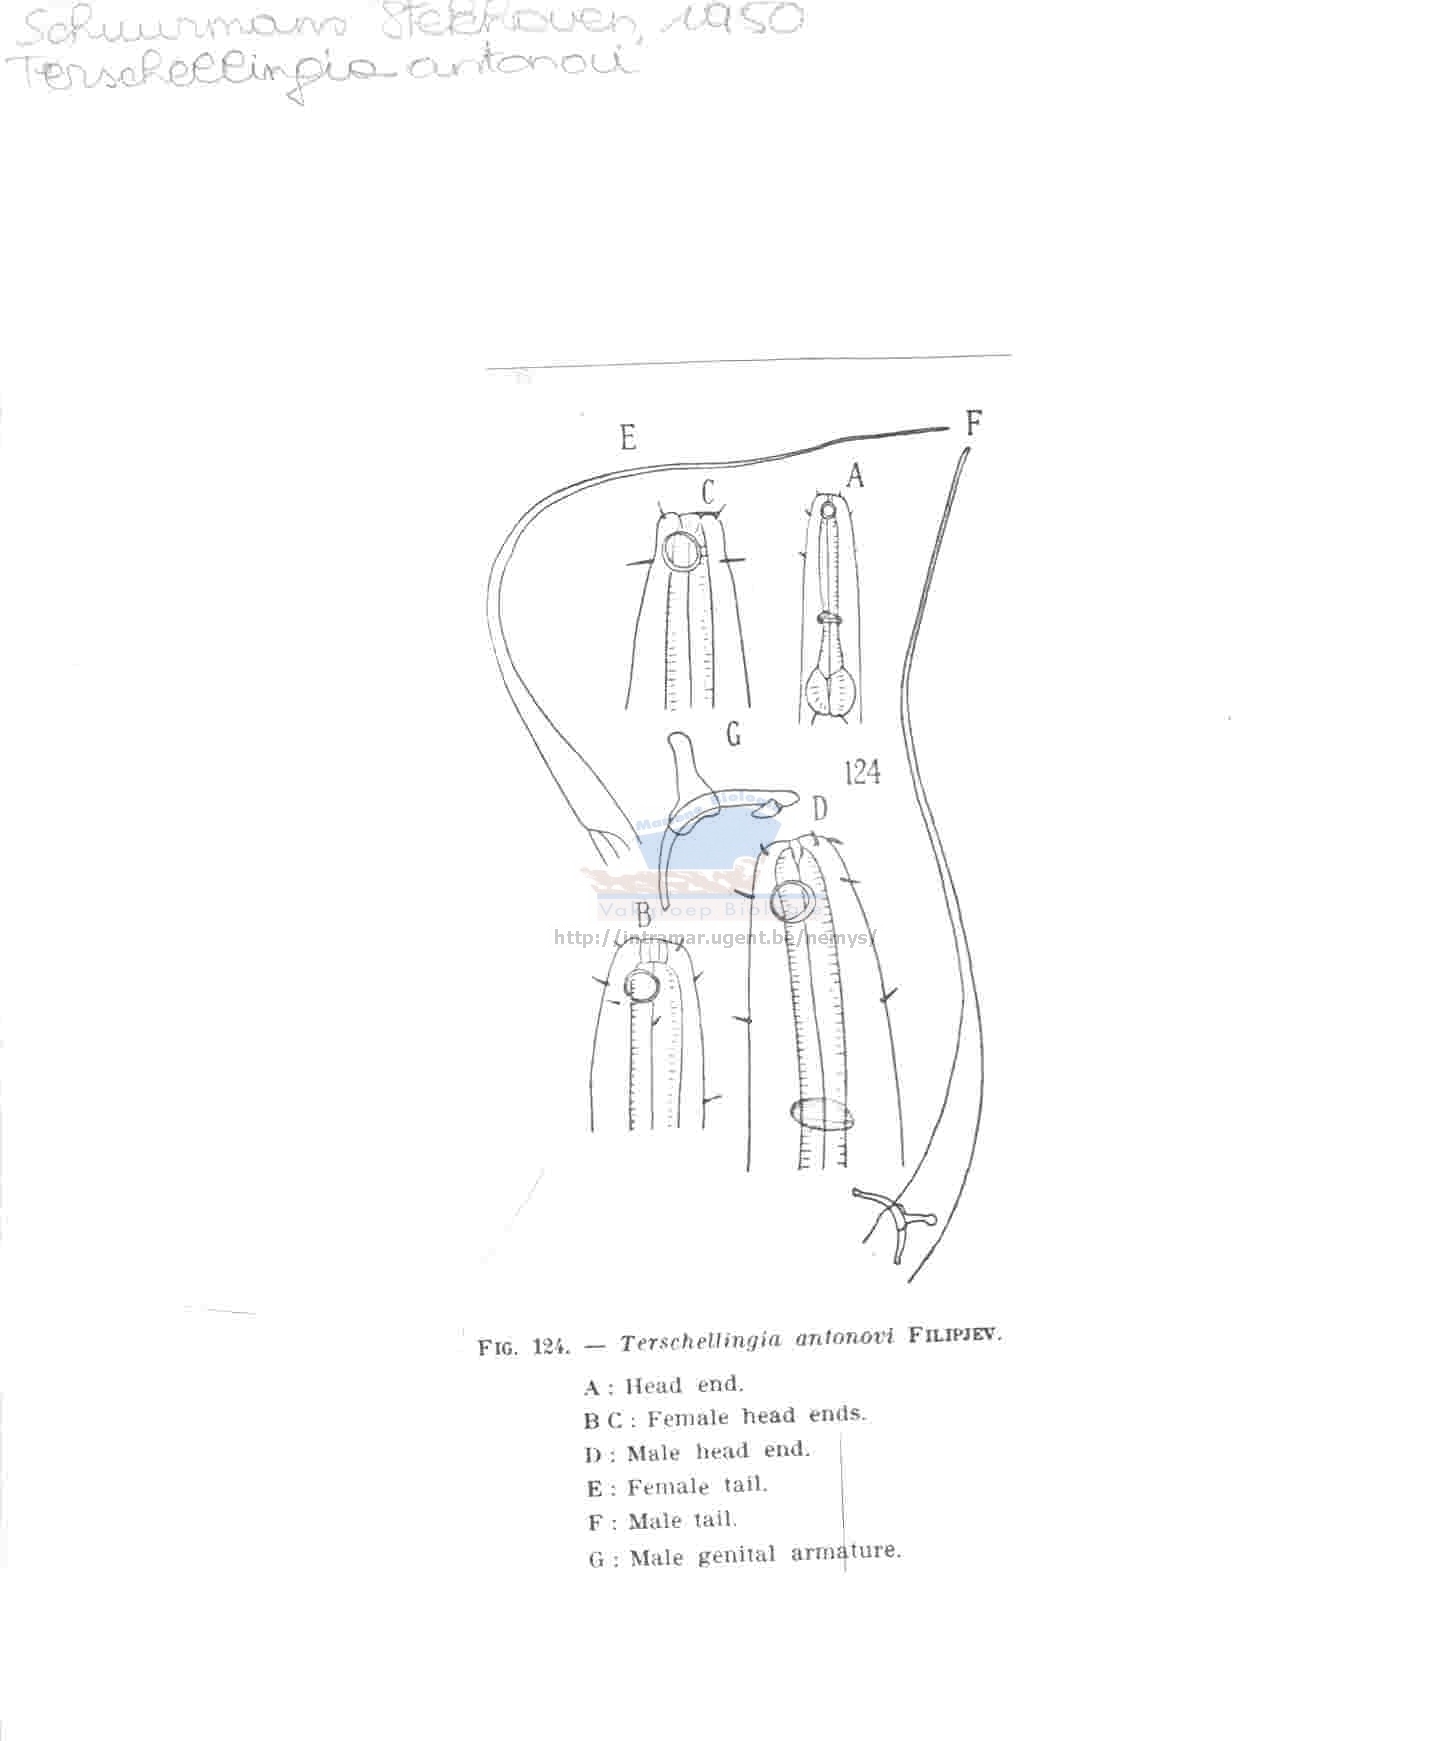 Schuurmans Stekhoven, 1950
Terschellingia antonovi
E
F
C
A
G
124
D
Marine Biology
B
Vakgroep Biologie
http://intramar.ugent.be/nemys/
FIG. 124. — Terschellingia antonovi FILIPJEV.
A : Head end.
B C : Female head ends.
D : Male head end.
E : Female tail.
F : Male tail.
G : Male genital armature.